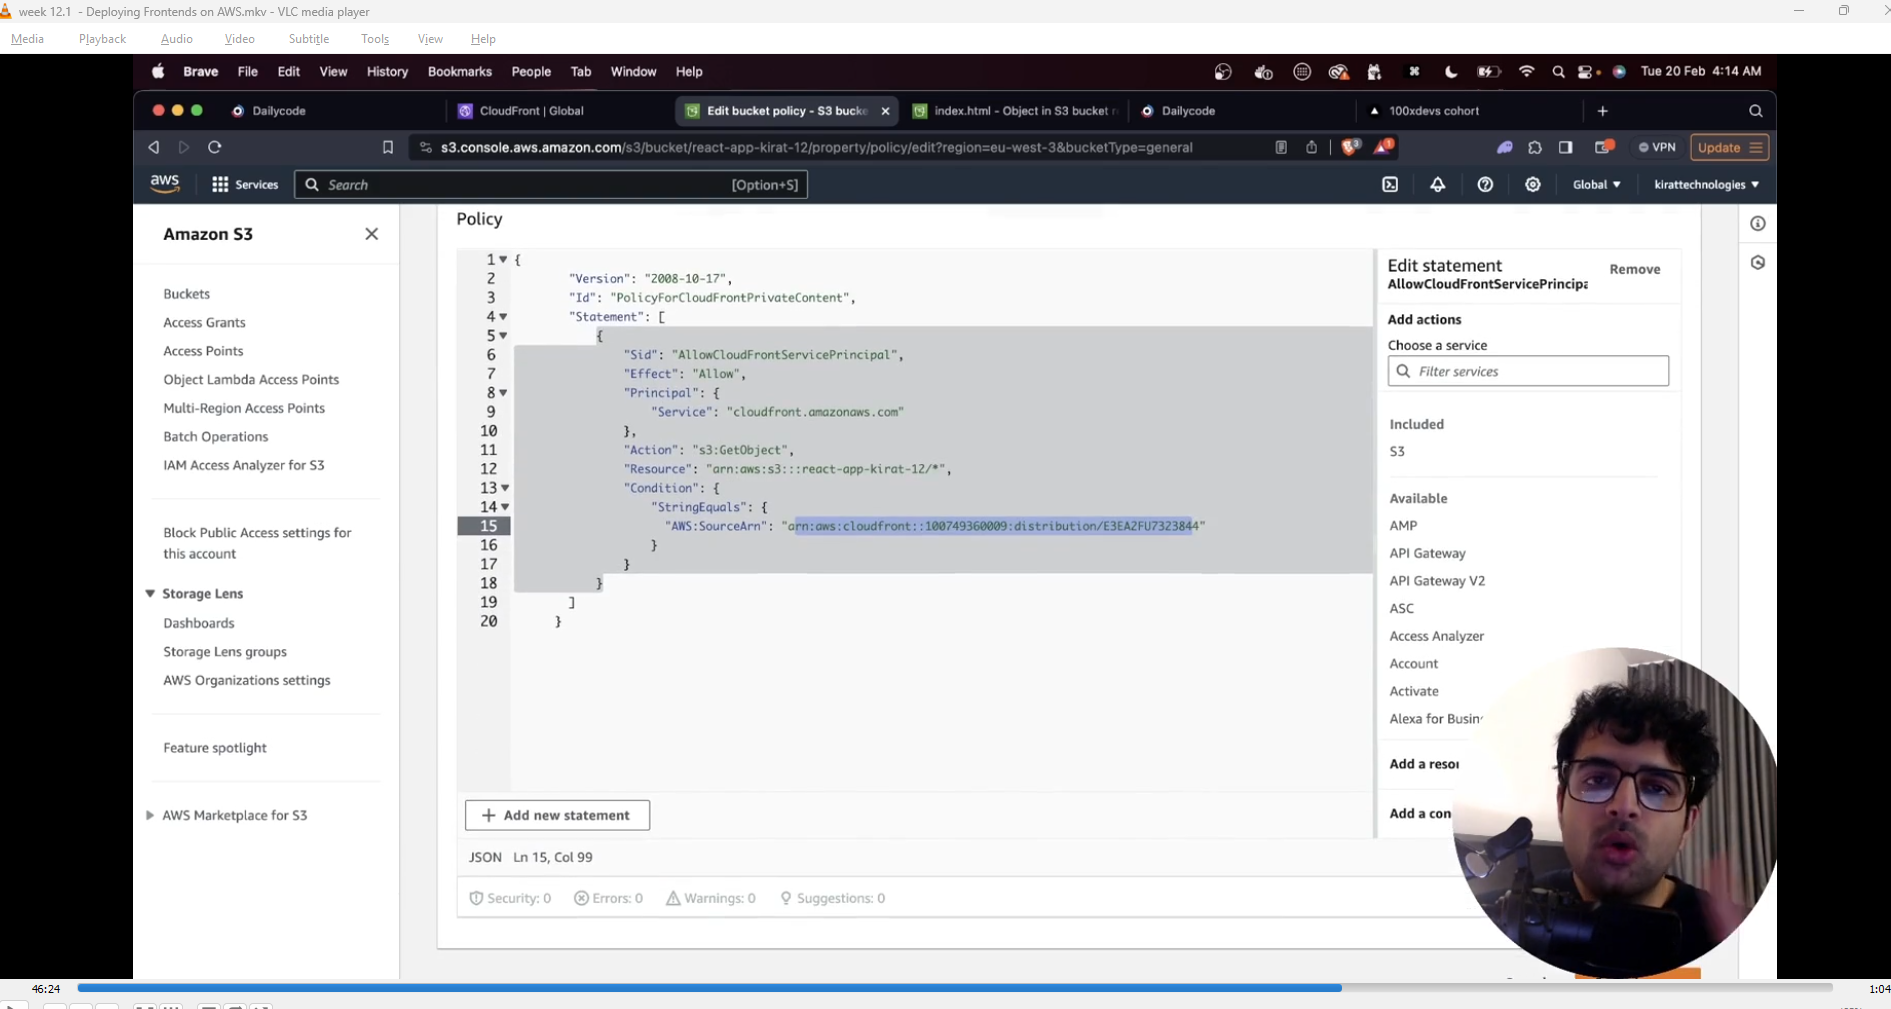 week 12.1 - Deploying Frontends on AWS.mkv - VLC media player
Media Playback Audio Video Subtitle Tools View Help
Brave File Edit View History Bookmarks People Tab Window Help Tue 20 Feb 4:14 AM
Dailycode CloudFront | Global Edit bucket policy - S3 bucke index.html - Object in S3 bucket r Dailycode 100xdevs cohort
s3.console.aws.amazon.com/s3/bucket/react-app-kirat-12/property/policy/edit?region=eu-west-3&bucketType=general 3 1 VPN Update
aws Services Search [Option+S] Global kirattechnologies
Amazon S3
Buckets
Access Grants
Access Points
Object Lambda Access Points
Multi-Region Access Points
Batch Operations
IAM Access Analyzer for S3
Block Public Access settings for
this account
Storage Lens
Dashboards
Storage Lens groups
AWS Organizations settings
Feature spotlight
AWS Marketplace for S3
Policy
1 {
2 "Version": "2008-10-17",
3 "Id": "PolicyForCloudFrontPrivateContent",
4 "Statement": [
5 {
6 "Sid": "AllowCloudFrontServicePrincipal",
7 "Effect": "Allow",
8 "Principal": {
9 "Service": "cloudfront.amazonaws.com"
10 },
11 "Action": "s3:GetObject",
12 "Resource": "arn:aws:s3:::react-app-kirat-12/*",
13 "Condition": {
14 "StringEquals": {
15 "AWS:SourceArn": "arn:aws:cloudfront::100749360009:distribution/E3EA2FU7323844"
16 }
17 }
18 }
19 ]
20 }
Add new statement
JSON Ln 15, Col 99
Security: 0 Errors: 0 Warnings: 0 Suggestions: 0
Edit statement Remove
AllowCloudFrontServicePrincipa
Add actions
Choose a service
Filter services
Included
S3
Available
AMP
API Gateway
API Gateway V2
ASC
Access Analyzer
Account
Activate
Alexa for Busin
Add a resou
Add a con
46:24 1:04